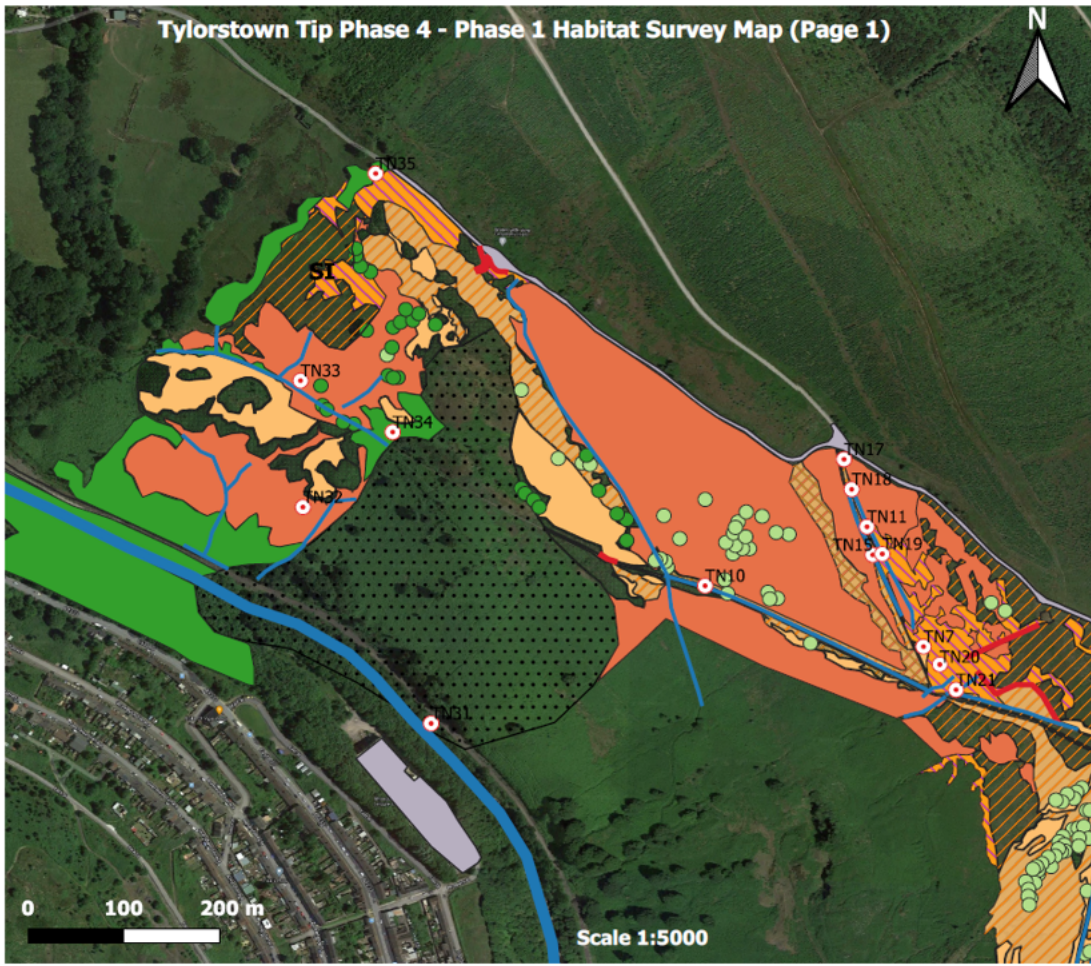 Tylorstown Tip Phase 4 - Phase 1 Habitat Survey Map (Page 1)
N
TN35
SI
TN33
TN34
TN32
TN17
TN18
TN11
TN15
TN19
TN10
TN7
TN20
TN21
TN31
0 100 200 m
Scale 1:5000